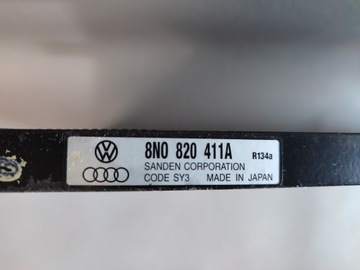 8N0 820 411A R134a
SANDEN CORPORATION
CODE SY3 MADE IN JAPAN